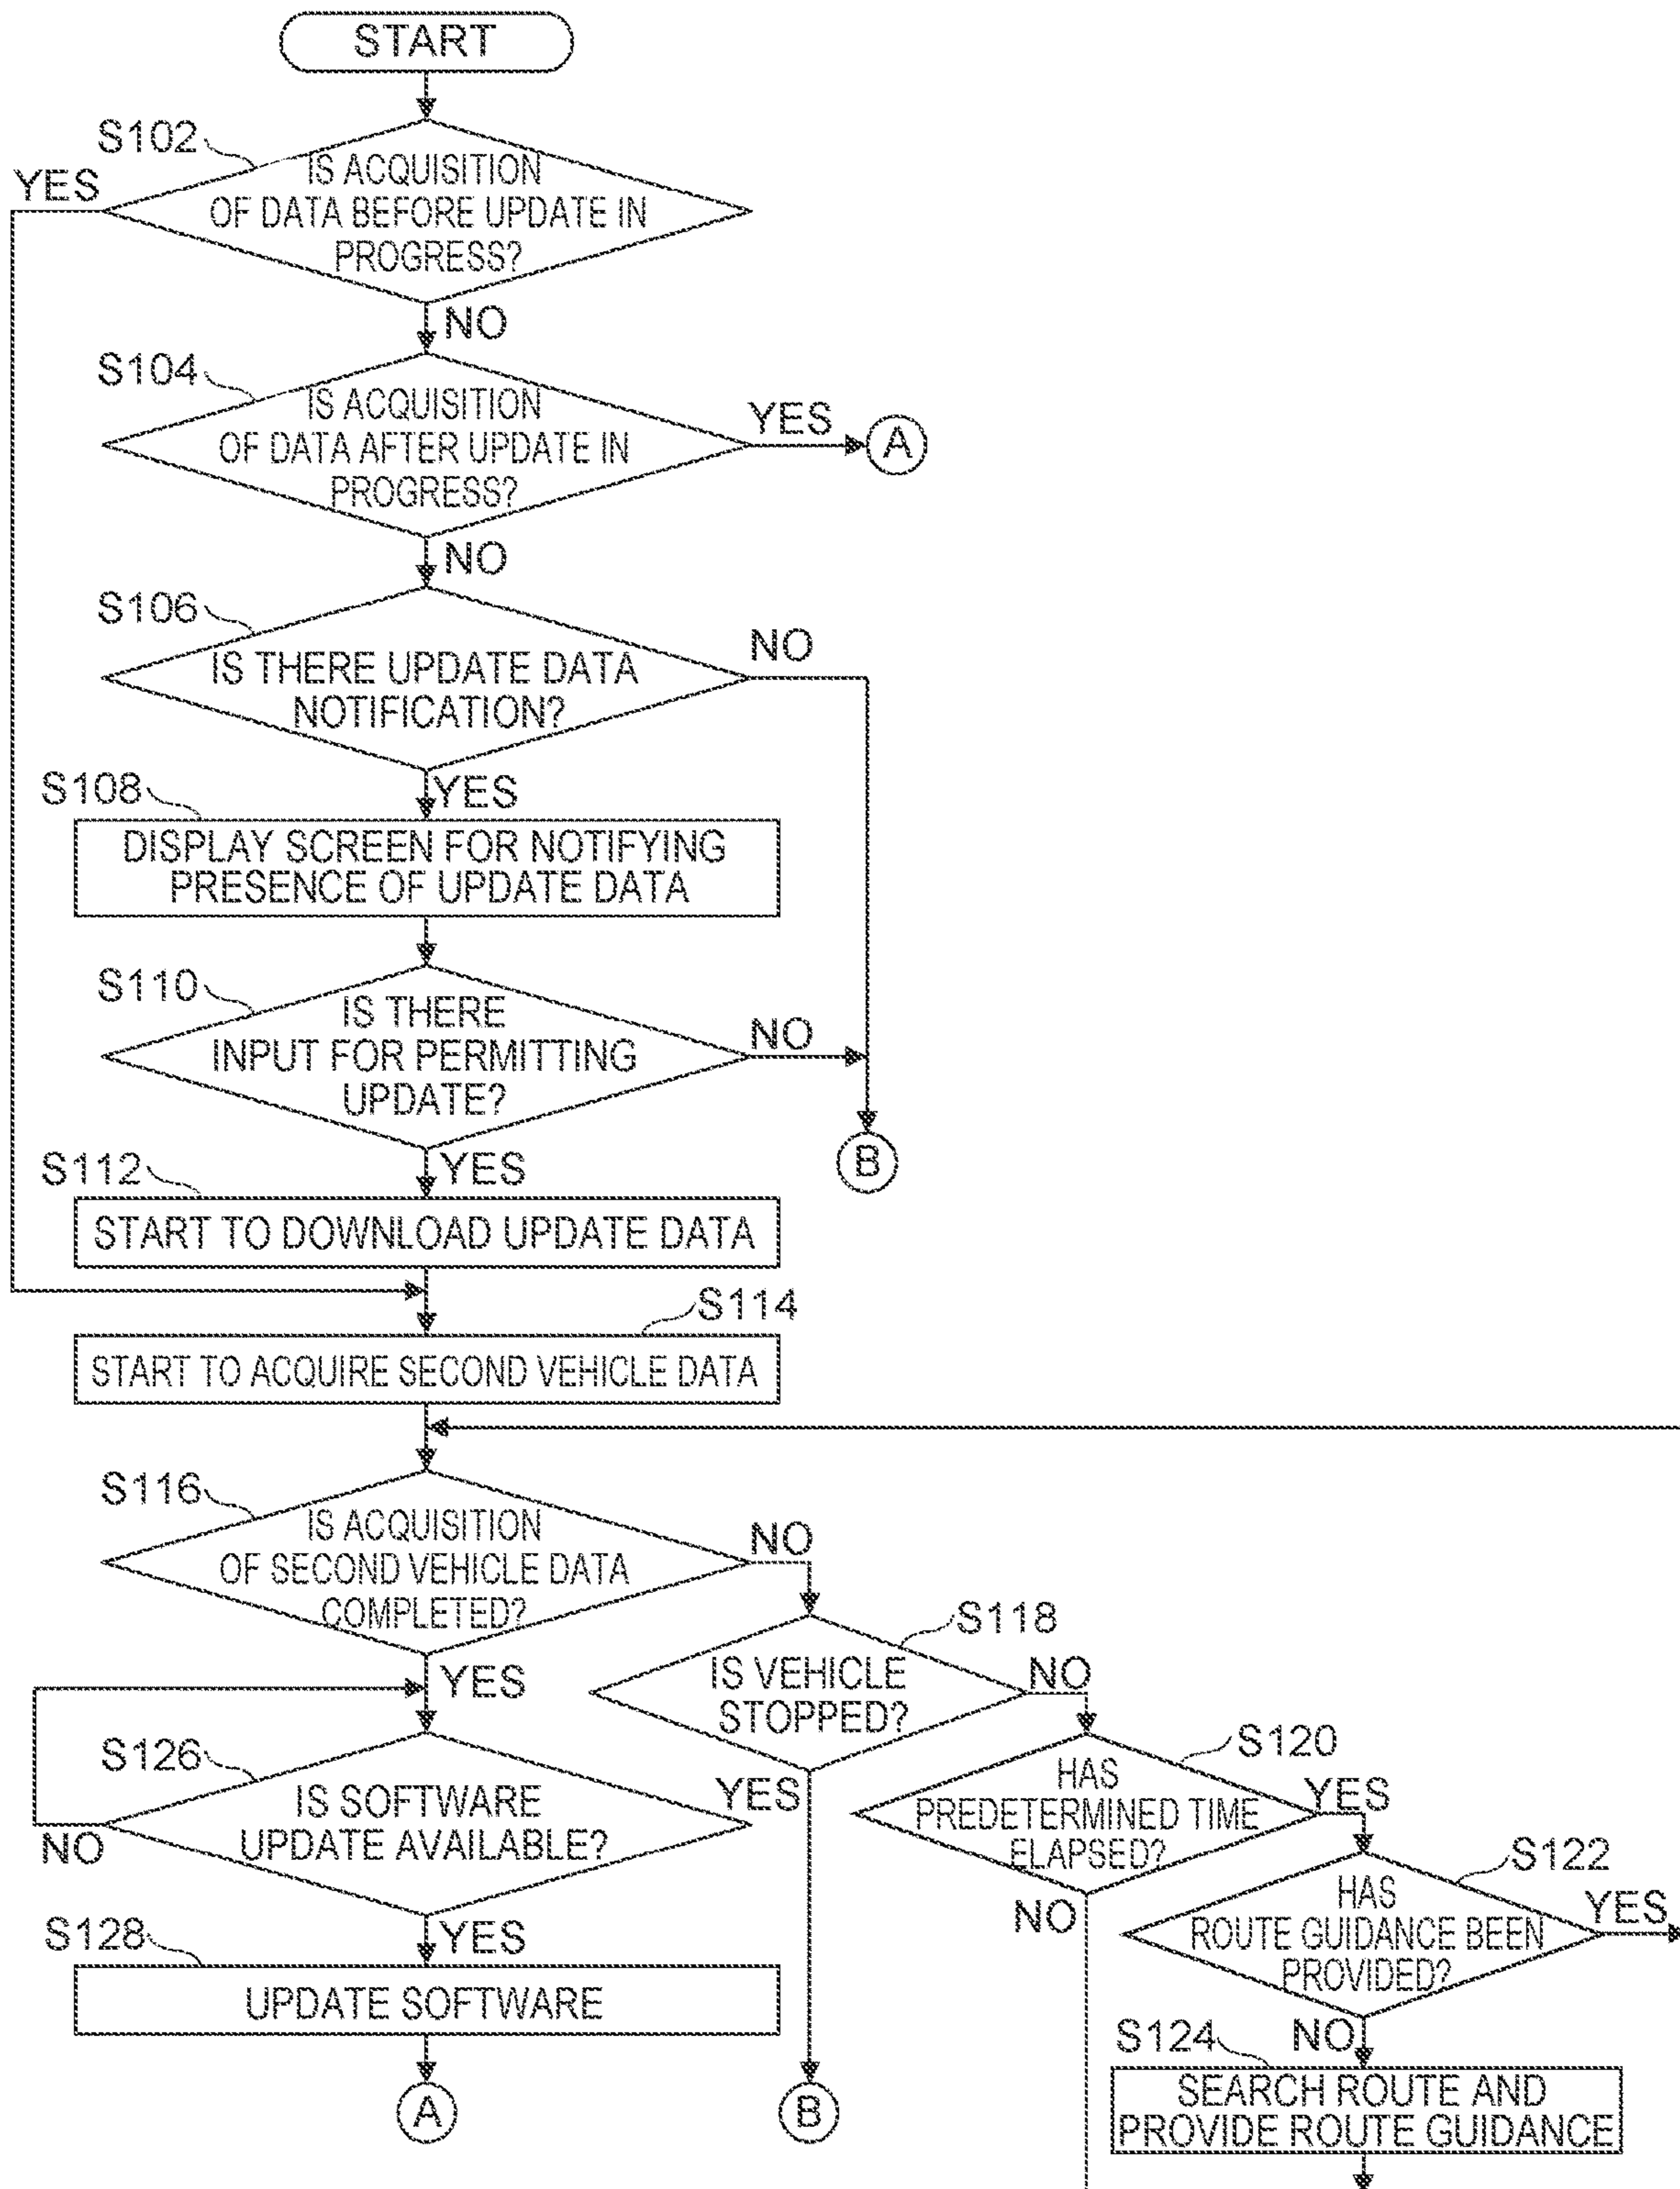 START
S102
YES
IS ACQUISITION
OF DATA BEFORE UPDATE IN
PROGRESS?
NO
S104
IS ACQUISITION
OF DATA AFTER UPDATE IN
PROGRESS?
YES
A
NO
S106
IS THERE UPDATE DATA
NOTIFICATION?
NO
YES
S108
DISPLAY SCREEN FOR NOTIFYING
PRESENCE OF UPDATE DATA
S110
IS THERE
INPUT FOR PERMITTING
UPDATE?
NO
B
YES
S112
START TO DOWNLOAD UPDATE DATA
S114
START TO ACQUIRE SECOND VEHICLE DATA
S116
IS ACQUISITION
OF SECOND VEHICLE DATA
COMPLETED?
NO
YES
S118
IS VEHICLE
STOPPED?
NO
YES
S120
HAS
PREDETERMINED TIME
ELAPSED?
YES
NO
S122
HAS
ROUTE GUIDANCE BEEN
PROVIDED?
YES
NO
S124
SEARCH ROUTE AND
PROVIDE ROUTE GUIDANCE
S126
IS SOFTWARE
UPDATE AVAILABLE?
NO
YES
S128
UPDATE SOFTWARE
A
B